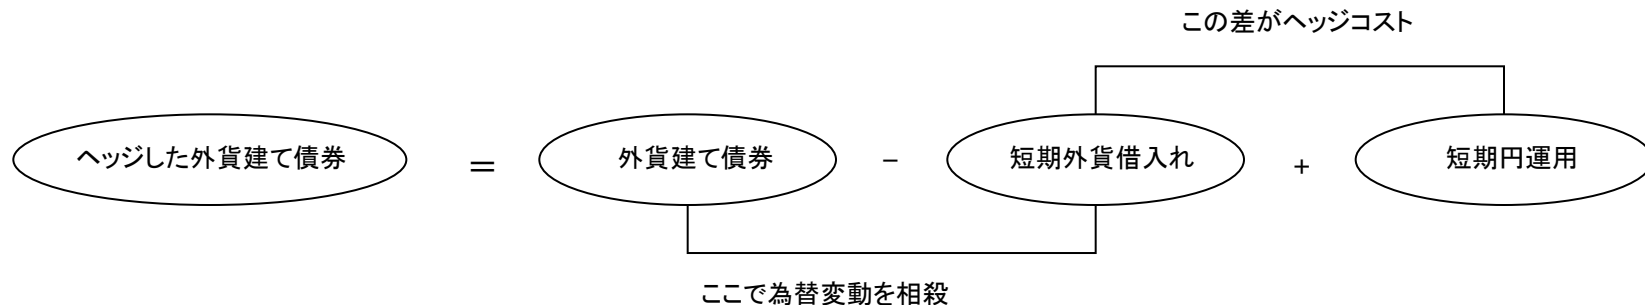 この差がヘッジコスト
ヘッジした外貨建て債券 = 外貨建て債券 − 短期外貨借入れ + 短期円運用
ここで為替変動を相殺